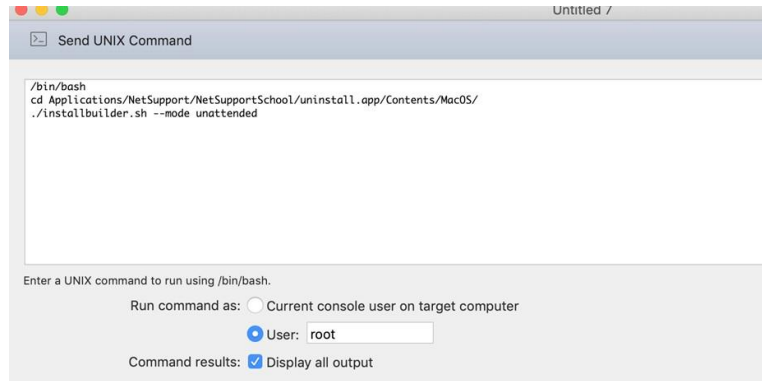 Untitled 7
Send UNIX Command
/bin/bash
cd Applications/NetSupport/NetSupportSchool/uninstall.app/Contents/MacOS/
./installbuilder.sh --mode unattended
Enter a UNIX command to run using /bin/bash.
Run command as: Current console user on target computer
User: root
Command results: Display all output